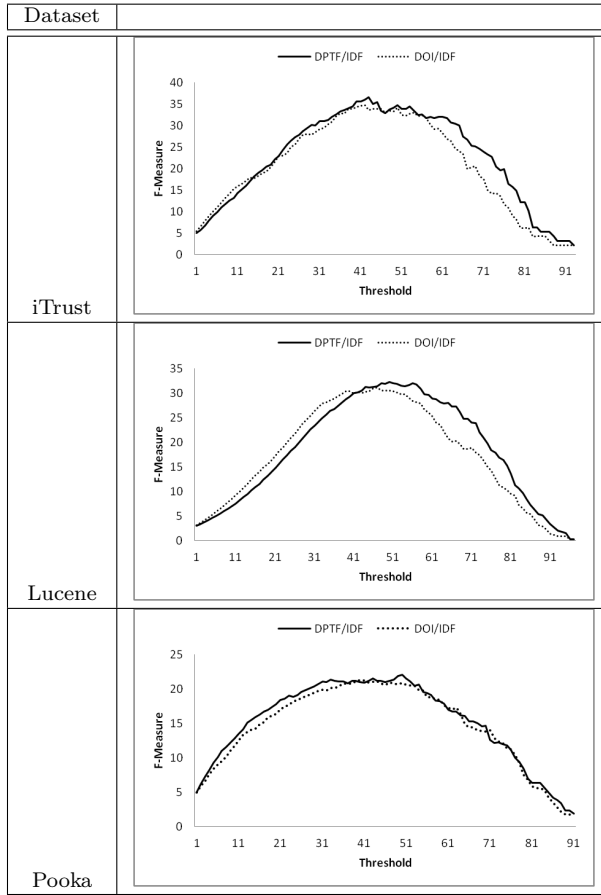 Dataset
DPTF/IDF DOI/IDF
40
35
30
25
20
15
10
5
0
F-Measure
1 11 21 31 41 51 61 71 81 91
Threshold
iTrust
DPTF/IDF DOI/IDF
35
30
25
20
15
10
5
0
F-Measure
1 11 21 31 41 51 61 71 81 91
Threshold
Lucene
DPTF/IDF DOI/IDF
25
20
15
10
5
0
F-Measure
1 11 21 31 41 51 61 71 81 91
Threshold
Pooka